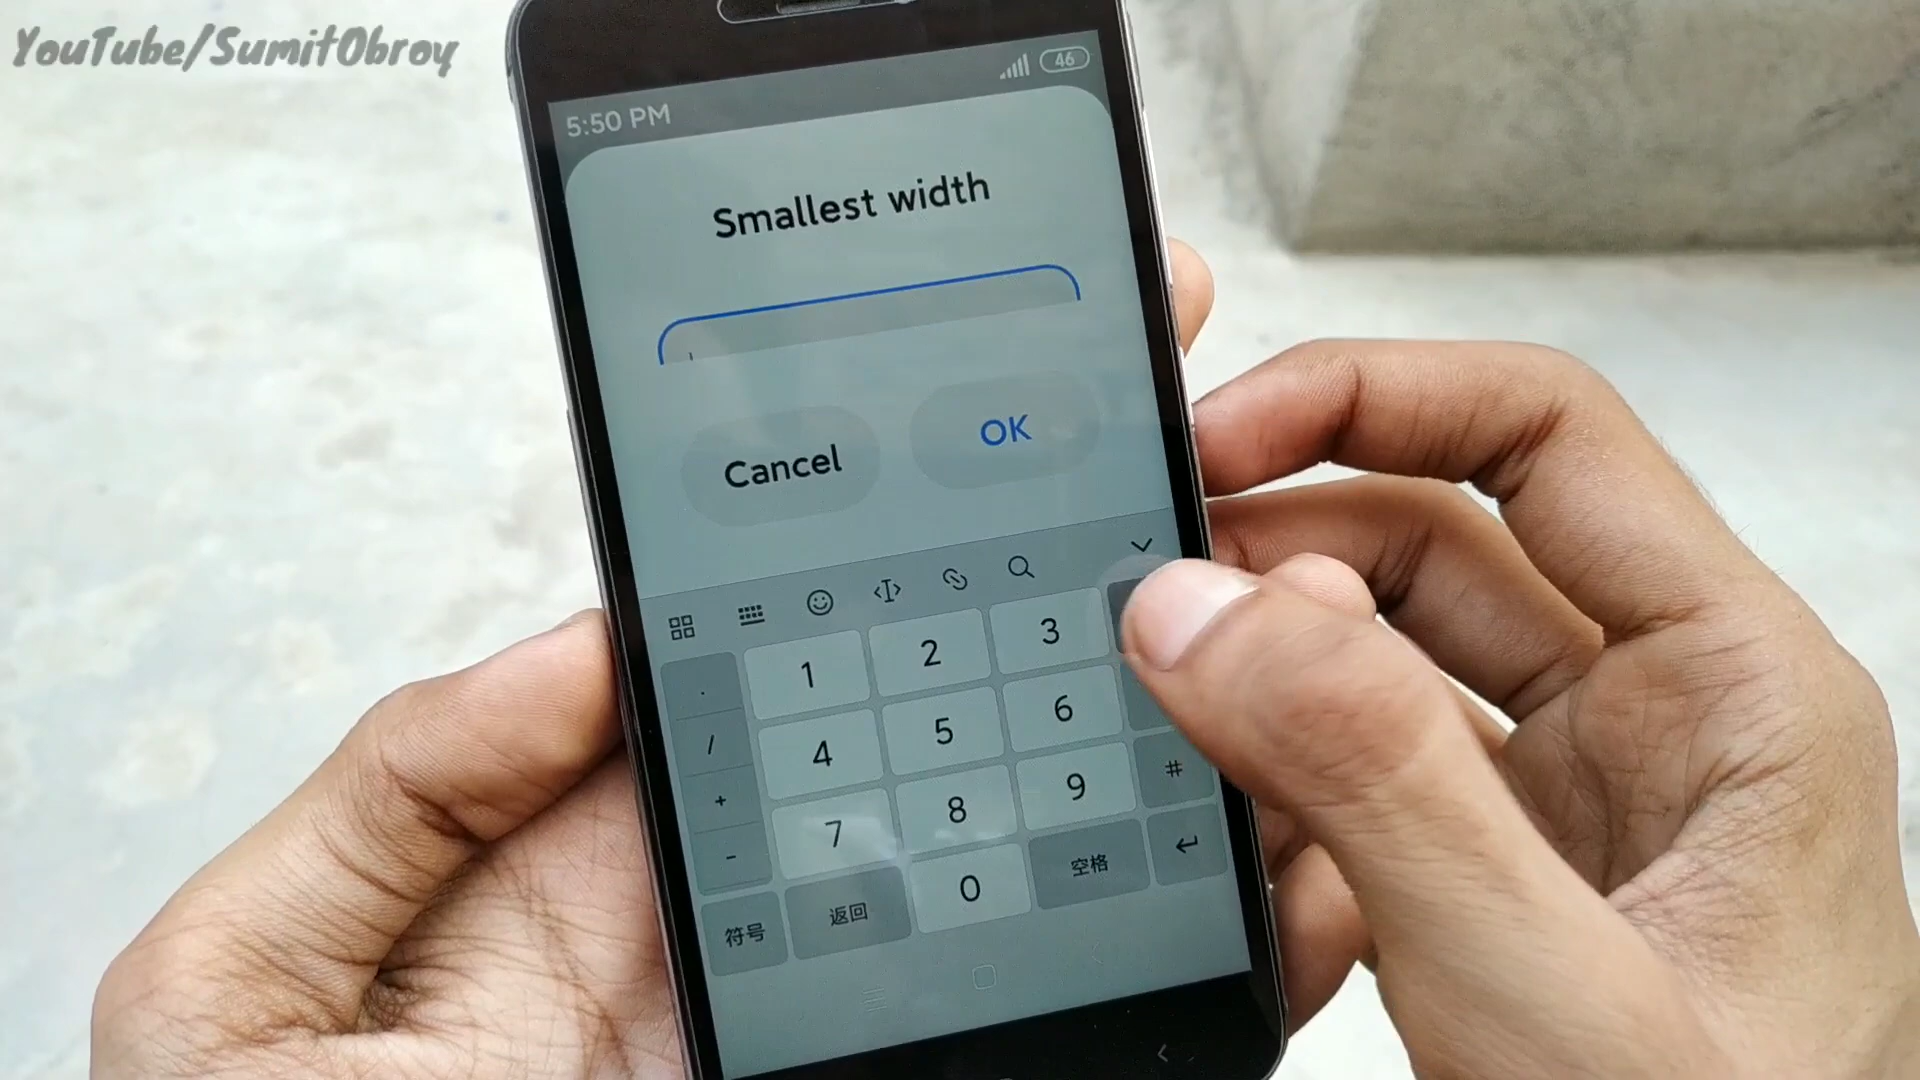 YouTube/SumitObroy
5:50 PM
46
Smallest width
Cancel
OK
1 2 3
. 4 5 6
/ 7 8 9 #
+
-
符号 返回 0 空格